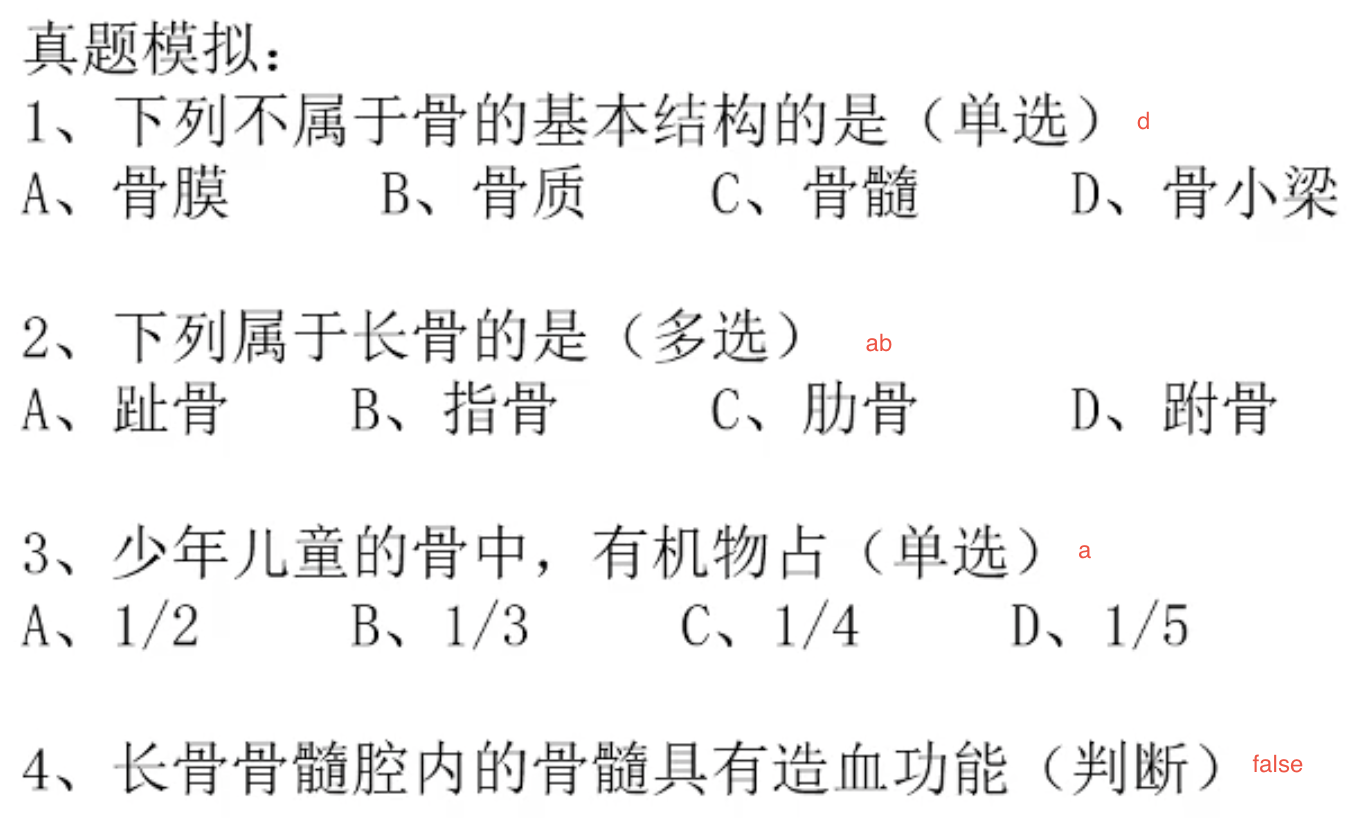 真题模拟：
1、下列不属于骨的基本结构的是（单选） d
A、骨膜 B、骨质 C、骨髓 D、骨小梁
2、下列属于长骨的是（多选） ab
A、趾骨 B、指骨 C、肋骨 D、跗骨
3、少年儿童的骨中，有机物占（单选） a
A、1/2 B、1/3 C、1/4 D、1/5
4、长骨骨髓腔内的骨髓具有造血功能（判断） false